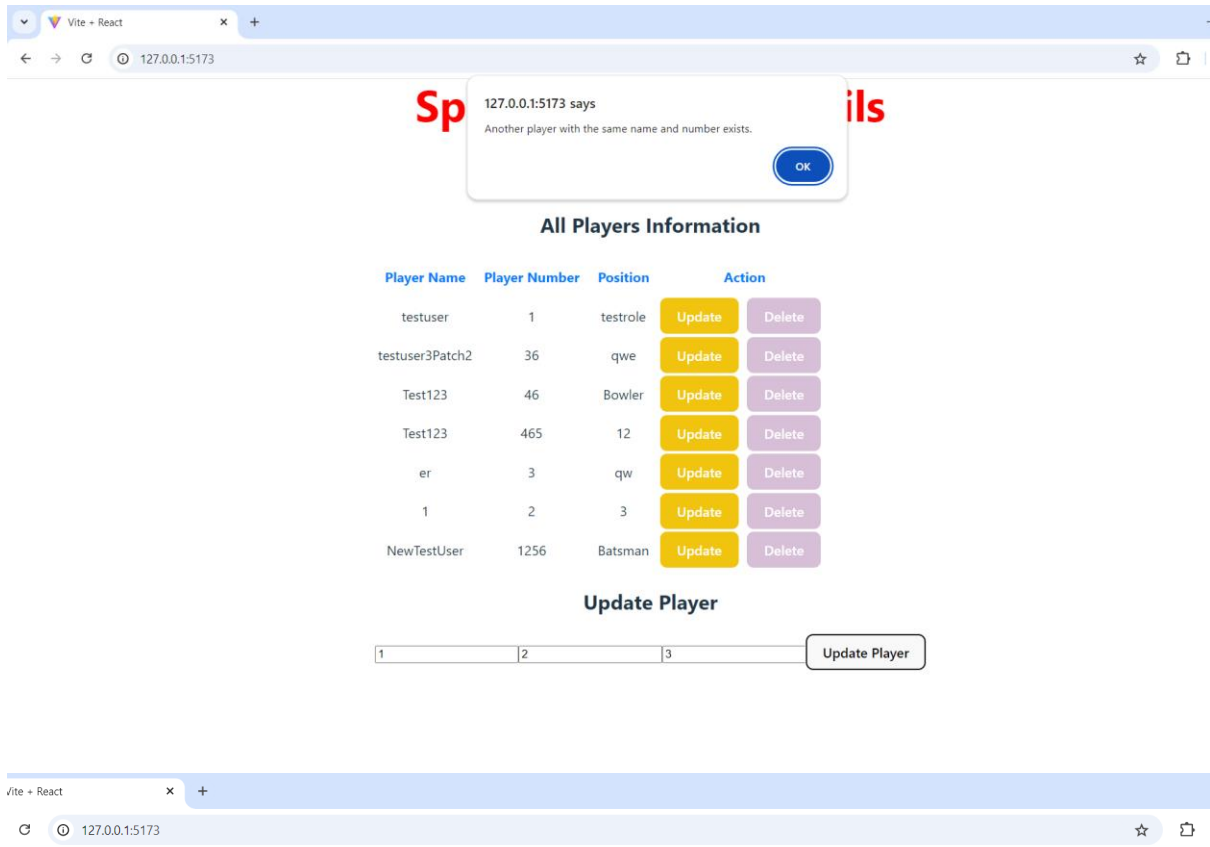 Vite + React
127.0.0.1:5173
Sp ils
127.0.0.1:5173 says
Another player with the same name and number exists.
OK
All Players Information
Player Name Player Number Position Action
testuser 1 testrole Update Delete
testuser3Patch2 36 qwe Update Delete
Test123 46 Bowler Update Delete
Test123 465 12 Update Delete
er 3 qw Update Delete
1 2 3 Update Delete
NewTestUser 1256 Batsman Update Delete
Update Player
1 2 3 Update Player
Vite + React
127.0.0.1:5173